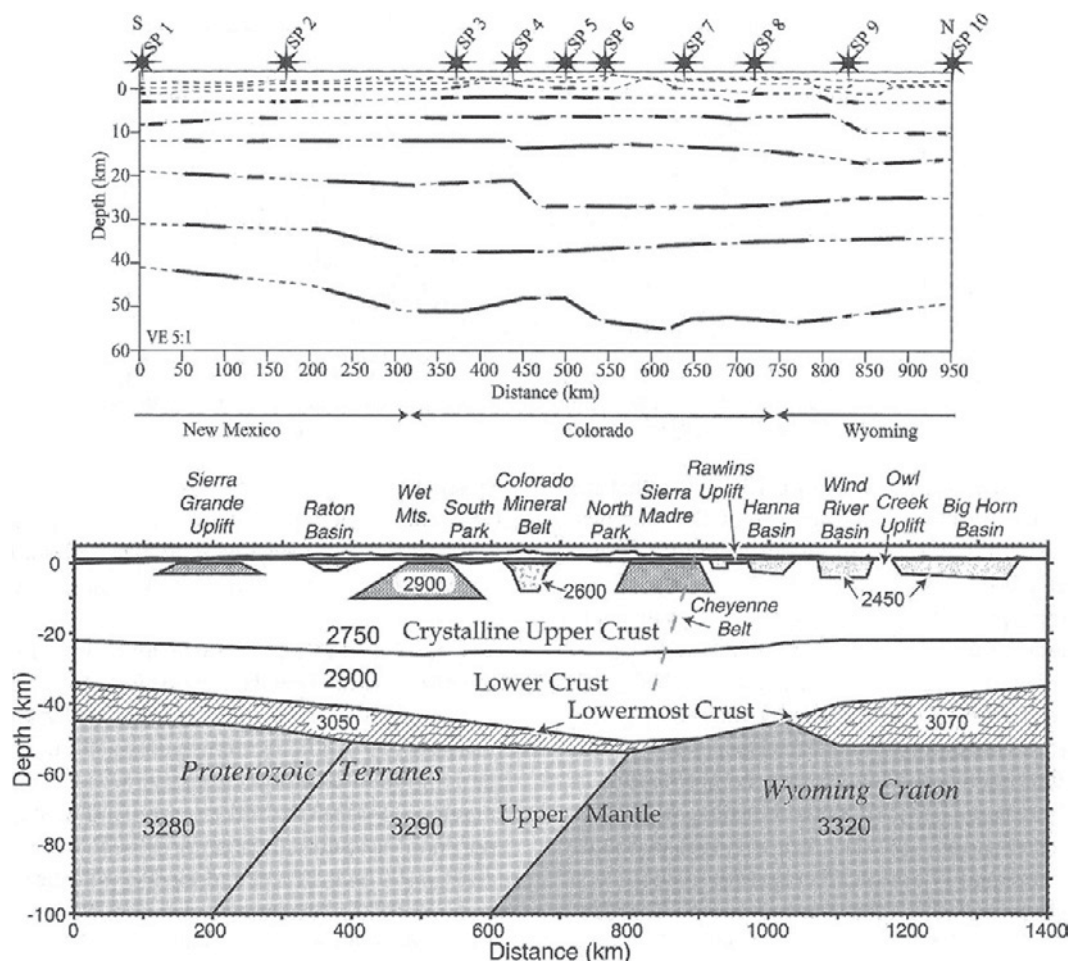 S
N
SP 1
SP 2
SP 3
SP 4
SP 5
SP 6
SP 7
SP 8
SP 9
SP 10
0
10
20
30
40
50
60
Depth (km)
VE 5:1
0 50 100 150 200 250 300 350 400 450 500 550 600 650 700 750 800 850 900 950
Distance (km)
New Mexico
Colorado
Wyoming
Sierra
Grande
Uplift
Raton
Basin
Wet
Mts.
South
Park
Colorado
Mineral
Belt
North
Park
Sierra
Madre
Rawlins
Uplift
Hanna
Basin
Wind
River
Basin
Owl
Creek
Uplift
Big Horn
Basin
0
-20
-40
-60
-80
-100
Depth (km)
2900
2600
2450
Cheyenne
Belt
2750
Crystalline Upper Crust
2900
Lower Crust
Lowermost Crust
3050
3070
Proterozoic Terranes
Wyoming Craton
Upper Mantle
3280
3290
3320
0 200 400 600 800 1000 1200 1400
Distance (km)